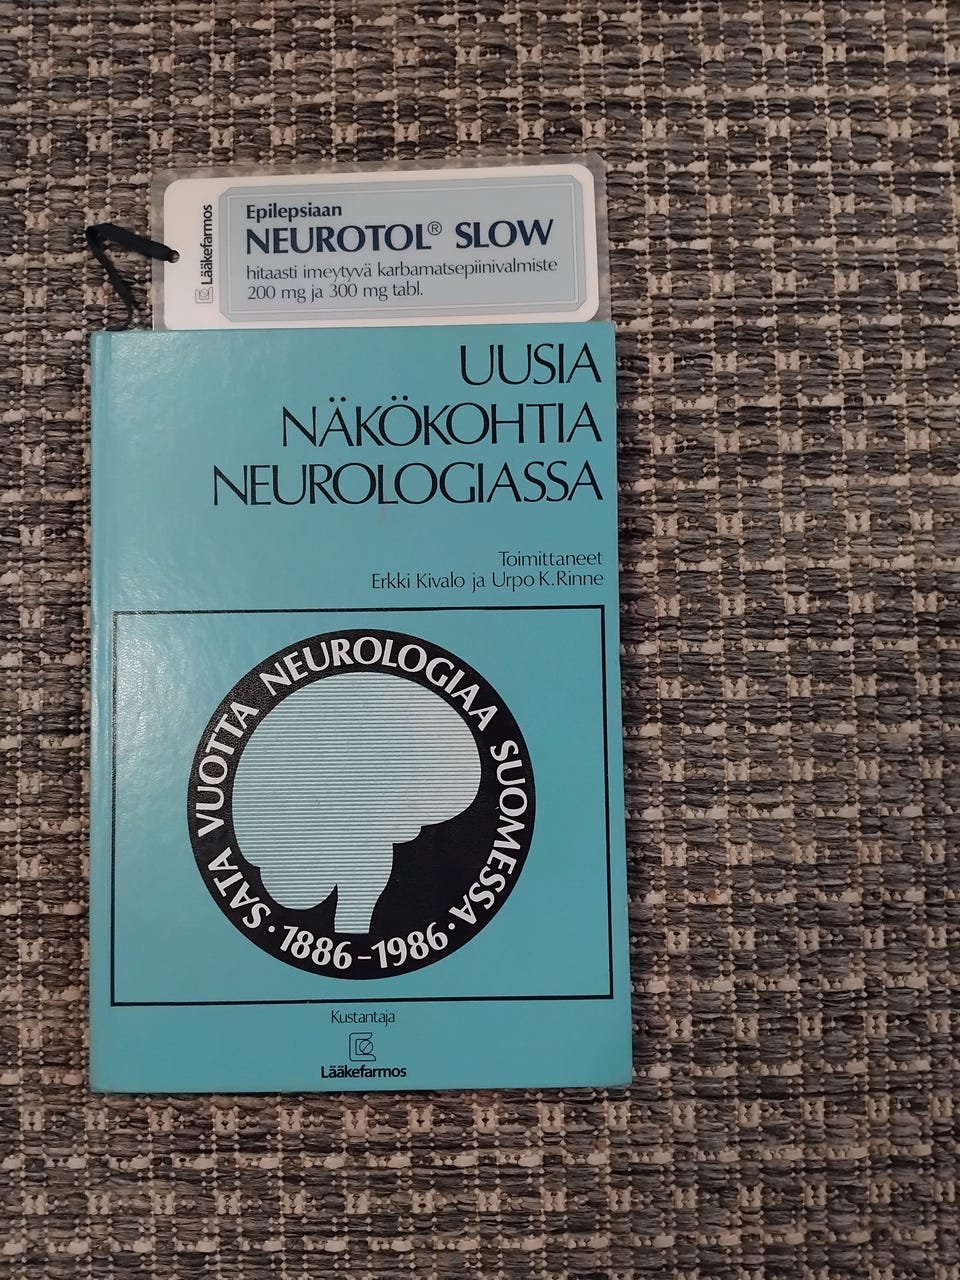 Lääkefarmos
Epilepsiaan
NEUROTOL® SLOW
hitaasti imeytyvä karbamatsepiinivalmiste
200 mg ja 300 mg tabl.
UUSIA
NÄKÖKOHTIA
NEUROLOGIASSA
Toimittaneet
Erkki Kivalo ja Urpo K.Rinne
SATA VUOTTA NEUROLOGIAA SUOMESSA
· 1886–1986 ·
Kustantaja
Lääkefarmos